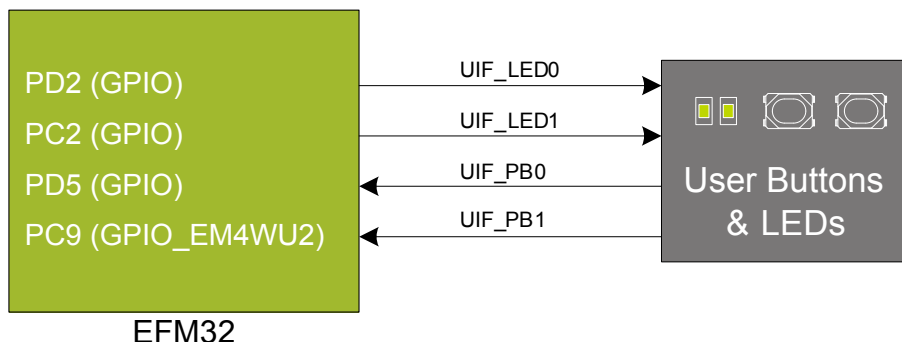 PD2 (GPIO)
PC2 (GPIO)
PD5 (GPIO)
PC9 (GPIO_EM4WU2)
EFM32
UIF_LED0
UIF_LED1
UIF_PB0
UIF_PB1
User Buttons
& LEDs